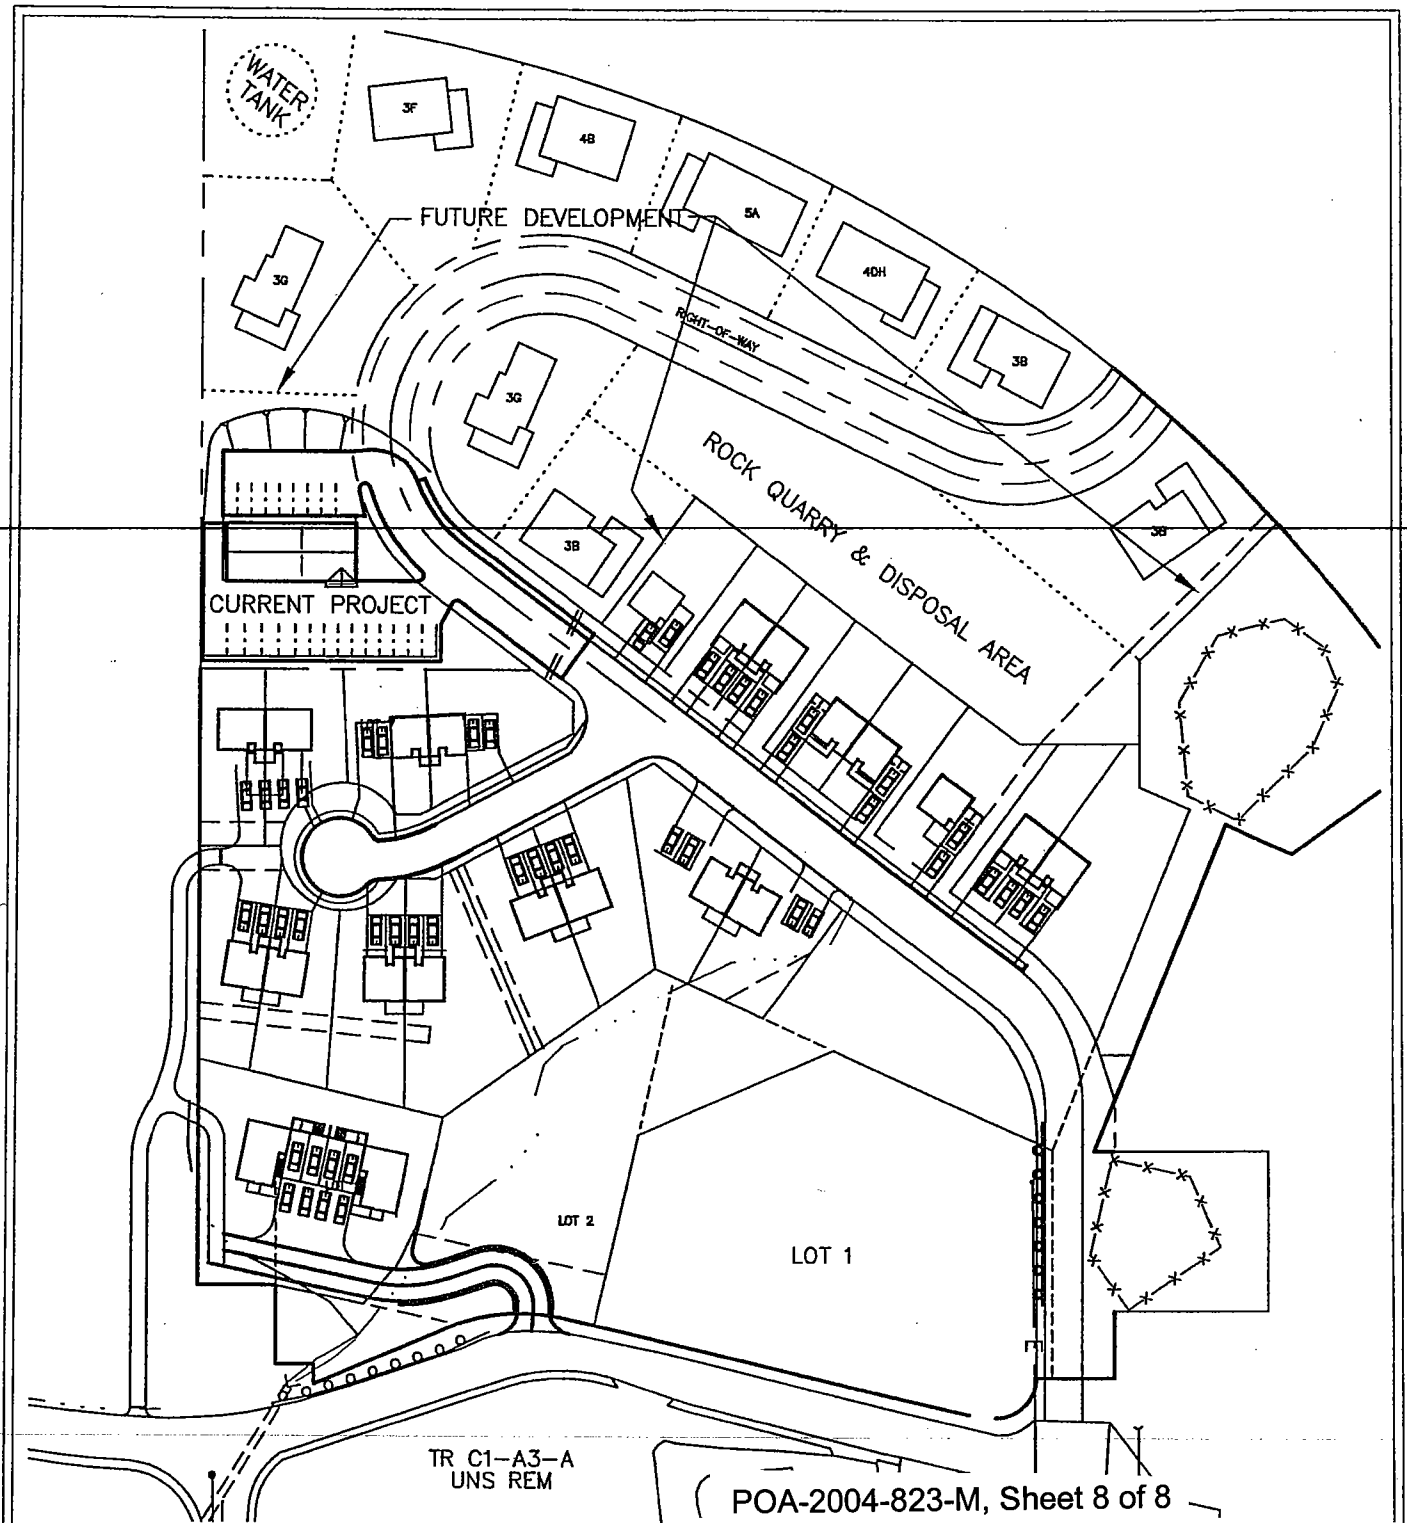 WATER
TANK
3F
4B
5A
FUTURE DEVELOPMENT
3G
4DH
RIGHT-OF-WAY
3B
3G
ROCK QUARRY & DISPOSAL AREA
3B
3B
CURRENT PROJECT
LOT 2
LOT 1
TR C1-A3-A
UNS REM
POA-2004-823-M, Sheet 8 of 8